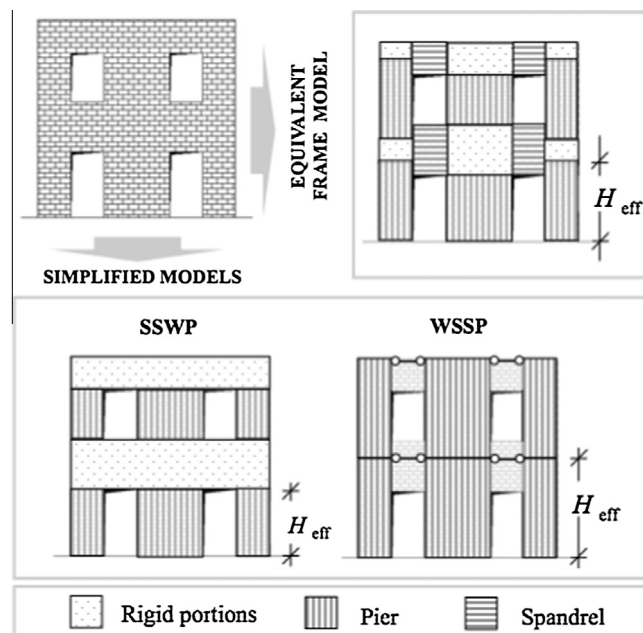 EQUIVALENT
FRAME MODEL
H eff
SIMPLIFIED MODELS
SSWP
WSSP
H eff
H eff
Rigid portions
Pier
Spandrel